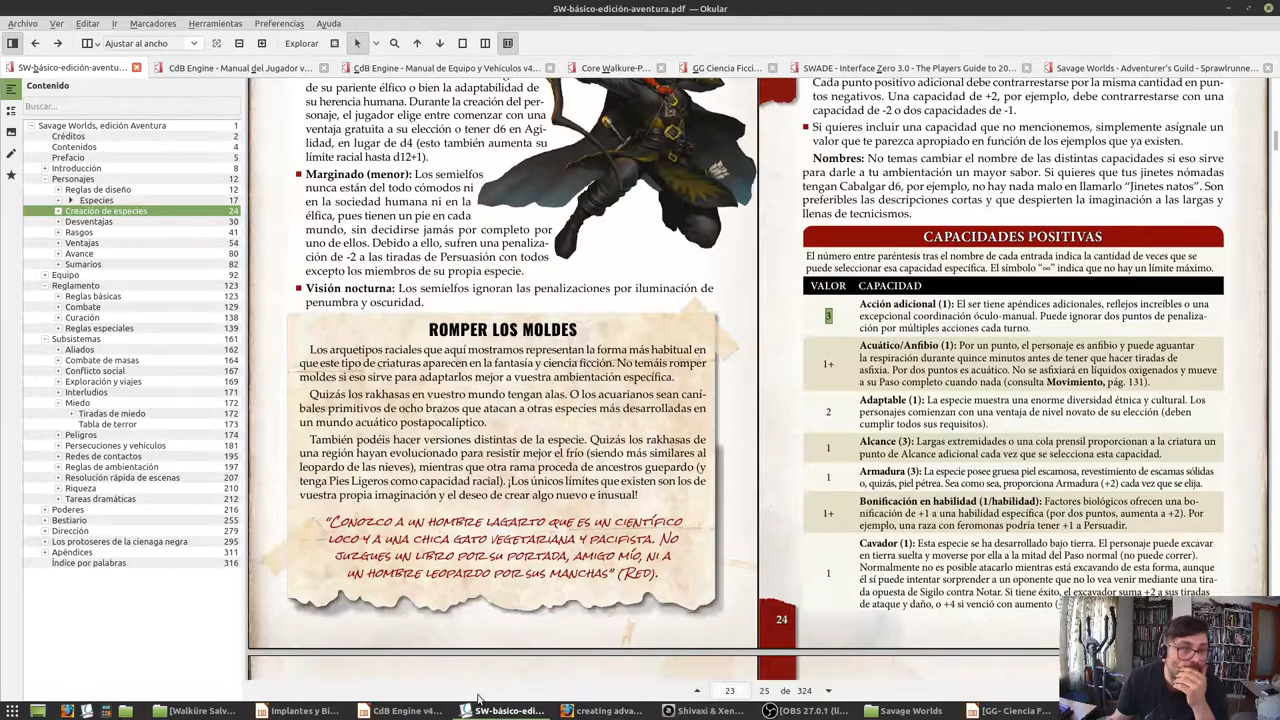 SW-básico-edición-aventura.pdf — Okular
Archivo Ver Editar Ir Marcadores Herramientas Preferencias Ayuda
Ajustar al ancho Explorar
SW-básico-edición-aventu... CdB Engine - Manual del Jugador v... CdB Engine - Manual de Equipo y Vehículos v4... Core Walkure-P... GG Ciencia Ficci... SWADE - Interface Zero 3.0 - The Players Guide to 20... Savage Worlds - Adventurer's Guild - Sprawlrunne...
Contenido
Buscar...
Savage Worlds, edición Aventura 1
Créditos 2
Contenidos 4
Prefacio 5
Introducción 8
Personajes 12
Reglas de diseño 12
Especies 17
Creación de especies 24
Desventajas 30
Rasgos 41
Ventajas 54
Avance 80
Sumarios 82
Equipo 92
Reglamento 123
Reglas básicas 123
Combate 129
Curación 138
Reglas especiales 139
Subsistemas 161
Aliados 162
Combate de masas 164
Conflicto social 167
Exploración y viajes 169
Interludios 171
Miedo 172
Tiradas de miedo 172
Tabla de terror 173
Peligros 174
Persecuciones y vehículos 181
Redes de contactos 195
Reglas de ambientación 197
Resolución rápida de escenas 207
Riqueza 210
Tareas dramáticas 212
Poderes 216
Bestiario 255
Dirección 279
Los protoseres de la cienaga negra 295
Apéndices 311
Índice por palabras 316
de su pariente élfico o bien la adaptabilidad de
su herencia humana. Durante la creación del per-
sonaje, el jugador elige entre comenzar con una
ventaja gratuita a su elección o tener d6 en Agi-
lidad, en lugar de d4 (esto también aumenta su
límite racial hasta d12+1).
Marginado (menor): Los semielfos
nunca están del todo cómodos ni
en la sociedad humana ni en la
élfica, pues tienen un pie en cada
mundo, sin decidirse jamás por completo por
uno de ellos. Debido a ello, sufren una penaliza-
ción de -2 a las tiradas de Persuasión con todos
excepto los miembros de su propia especie.
Visión nocturna: Los semielfos ignoran las penalizaciones por iluminación de
penumbra y oscuridad.
ROMPER LOS MOLDES
Los arquetipos raciales que aquí mostramos representan la forma más habitual en
que este tipo de criaturas aparecen en la fantasía y ciencia ficción. No temáis romper
moldes si eso sirve para adaptarlos mejor a vuestra ambientación específica.
Quizás los rakhasas en vuestro mundo tengan alas. O los acuarianos sean caní-
bales primitivos de ocho brazos que atacan a otras especies más desarrolladas en
un mundo acuático postapocalíptico.
También podéis hacer versiones distintas de la especie. Quizás los rakhasas de
una región hayan evolucionado para resistir mejor el frío (siendo más similares al
leopardo de las nieves), mientras que otra rama proceda de ancestros guepardo (y
tenga Pies Ligeros como capacidad racial). ¡Los únicos límites que existen son los de
vuestra propia imaginación y el deseo de crear algo nuevo e inusual!
"Conozco a un hombre lagarto que es un científico
loco y a una chica gato vegetariana y pacifista. No
juzgues un libro por su portada, amigo mío, ni a
un hombre leopardo por sus manchas" (Red).
Cada punto positivo adicional debe contrarrestarse por la misma cantidad en pun-
tos negativos. Una capacidad de +2, por ejemplo, debe contrarrestarse con una
capacidad de -2 o dos capacidades de -1.
Si quieres incluir una capacidad que no mencionemos, simplemente asígnale un
valor que te parezca apropiado en función de los ejemplos que ya existen.
Nombres: No temas cambiar el nombre de las distintas capacidades si eso sirve
para darle a tu ambientación un mayor sabor. Si quieres que tus jinetes nómadas
tengan Cabalgar d6, por ejemplo, no hay nada malo en llamarlo “Jinetes natos”. Son
preferibles las descripciones cortas y que despierten la imaginación a las largas y
llenas de tecnicismos.
CAPACIDADES POSITIVAS
El número entre paréntesis tras el nombre de cada entrada indica la cantidad de veces que se
puede seleccionar esa capacidad específica. El símbolo “∞” indica que no hay un límite máximo.
VALOR CAPACIDAD
3 Acción adicional (1): El ser tiene apéndices adicionales, reflejos increíbles o una
excepcional coordinación óculo-manual. Puede ignorar dos puntos de penaliza-
ción por múltiples acciones cada turno.
1+ Acuático/Anfibio (1): Por un punto, el personaje es anfibio y puede aguantar
la respiración durante quince minutos antes de tener que hacer tiradas de
asfixia. Por dos puntos es acuático. No se asfixiará en líquidos oxigenados y mueve
a su Paso completo cuando nada (consulta Movimiento, pág. 131).
2 Adaptable (1): La especie muestra una enorme diversidad étnica y cultural. Los
personajes comienzan con una ventaja de nivel novato de su elección (deben
cumplir todos sus requisitos).
1 Alcance (3): Largas extremidades o una cola prensil proporcionan a la criatura un
punto de Alcance adicional cada vez que se selecciona esta capacidad.
1 Armadura (3): La especie posee gruesa piel escamosa, revestimiento de escamas sólidas
o, quizás, piel pétrea. Sea como sea, proporciona Armadura (+2) cada vez que se elija.
1+ Bonificación en habilidad (1/habilidad): Factores biológicos ofrecen una bo-
nificación de +1 a una habilidad específica (por dos puntos, aumenta a +2). Por
ejemplo, una raza con feromonas podría tener +1 a Persuadir.
1 Cavador (1): Esta especie se ha desarrollado bajo tierra. El personaje puede excavar
en tierra suelta y moverse por ella a la mitad del Paso normal (no puede correr).
Normalmente no es posible atacarlo mientras está excavando de esta forma, aunque
él sí puede intentar sorprender a un oponente que no lo vea venir mediante una tira-
da opuesta de Sigilo contra Notar. Si tiene éxito, el excavador suma +2 a sus tiradas
de ataque y daño, o +4 si venció con aumento
24
23 25 de 324
[Walküre Salv... Implantes y Bi... CdB Engine v4... SW-básico-edi... creating adva... Shivaxi & Xen... [OBS 27.0.1 (li... Savage Worlds [GG- Ciencia F...